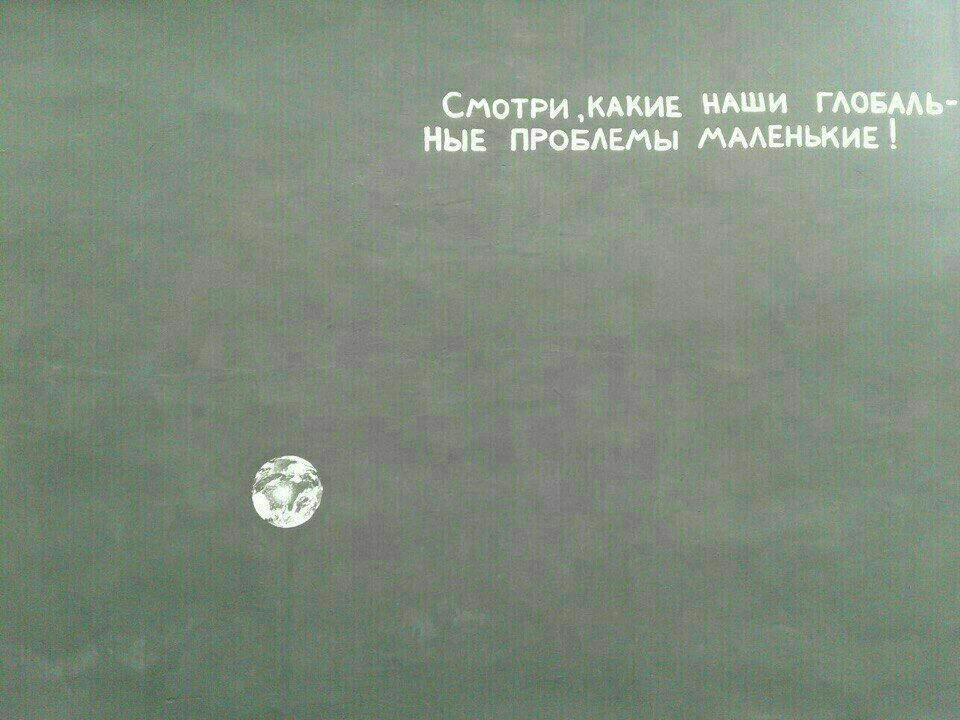 Смотри, какие наши глобаль-
ные проблемы маленькие!